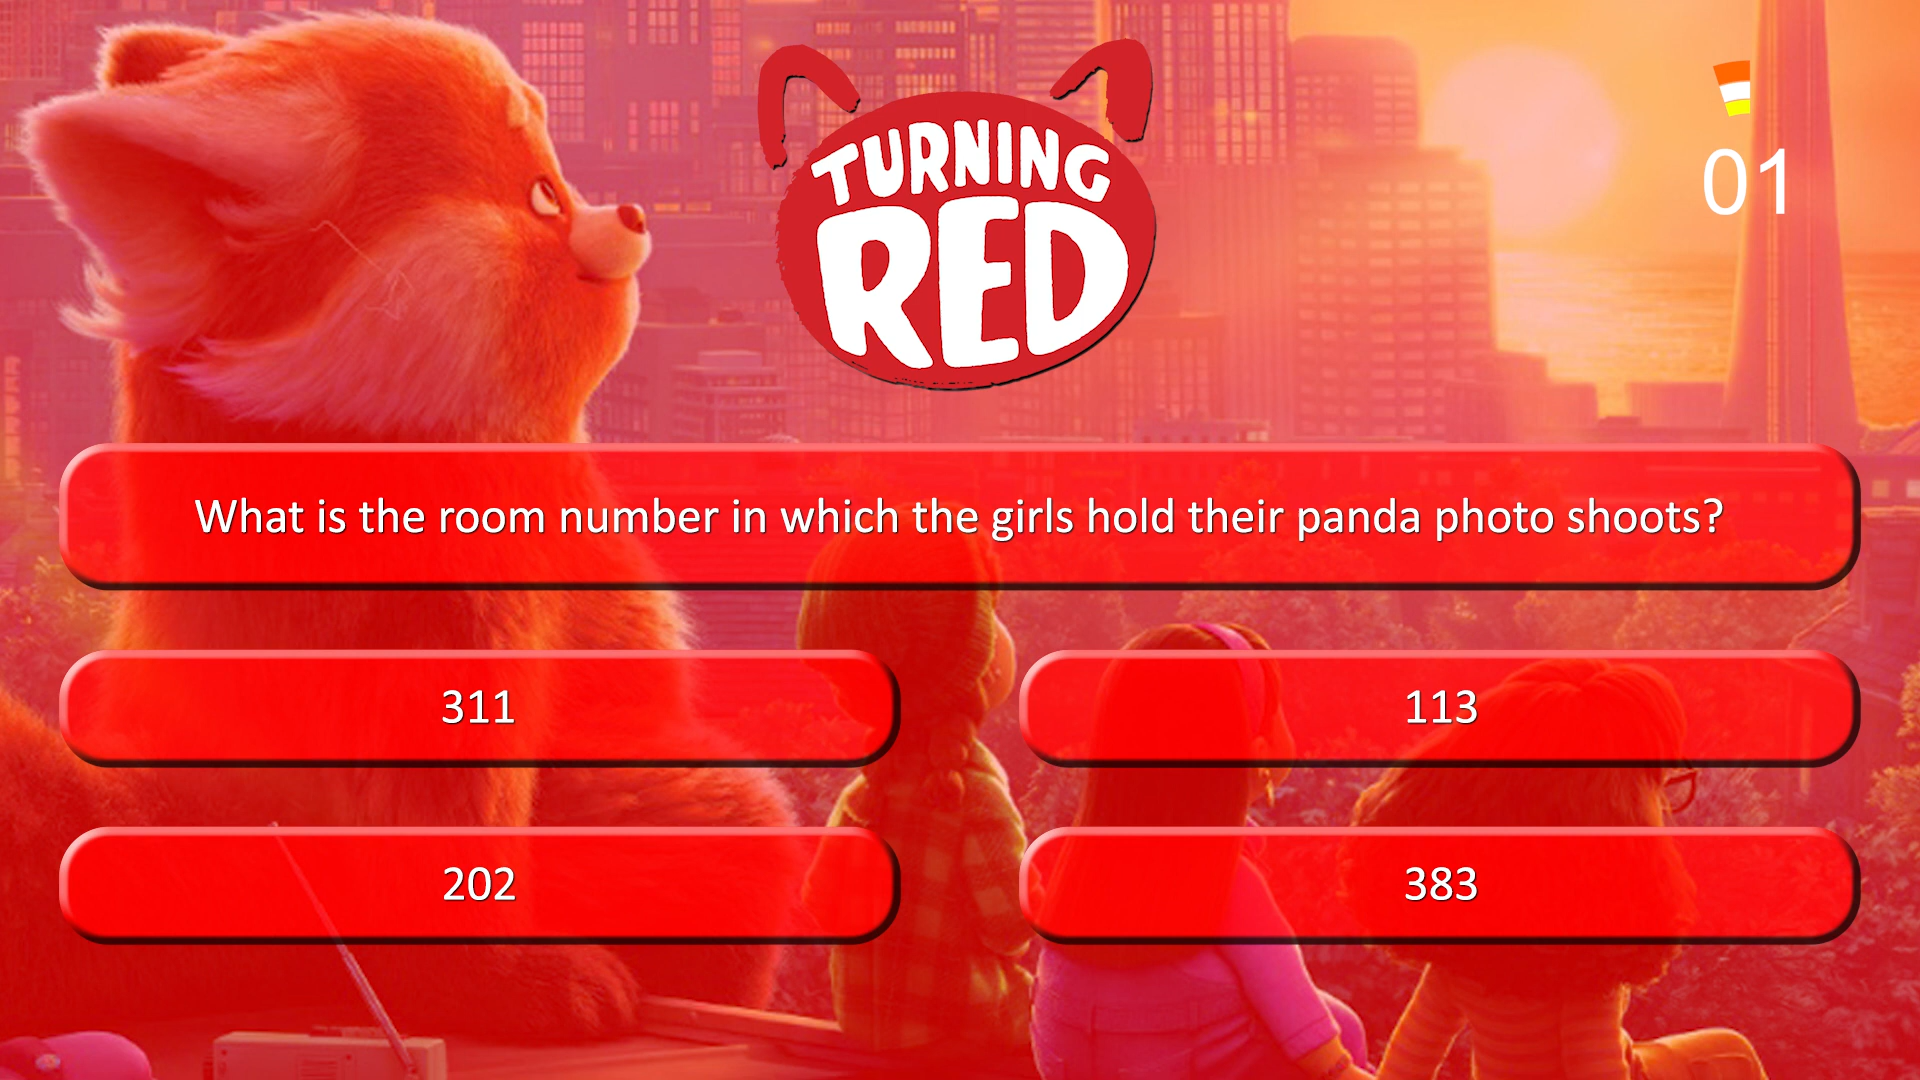 TURNING
RED
01
What is the room number in which the girls hold their panda photo shoots?
311
113
202
383